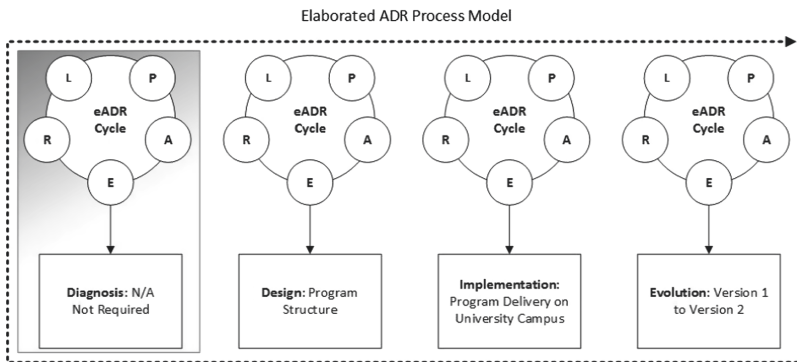 Elaborated ADR Process Model
L
P
eADR
Cycle
R
A
E
Diagnosis: N/A
Not Required
L
P
eADR
Cycle
R
A
E
Design: Program
Structure
L
P
eADR
Cycle
R
A
E
Implementation:
Program Delivery on
University Campus
L
P
eADR
Cycle
R
A
E
Evolution: Version 1
to Version 2